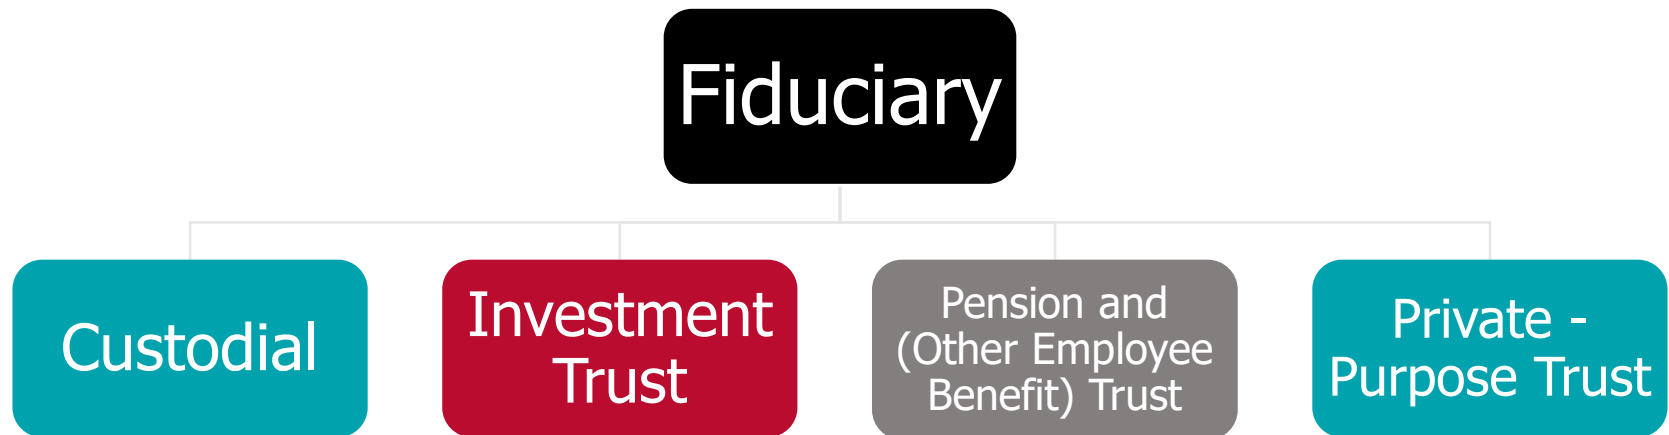 Fiduciary
Custodial
Investment
Trust
Pension and
(Other Employee
Benefit) Trust
Private -
Purpose Trust